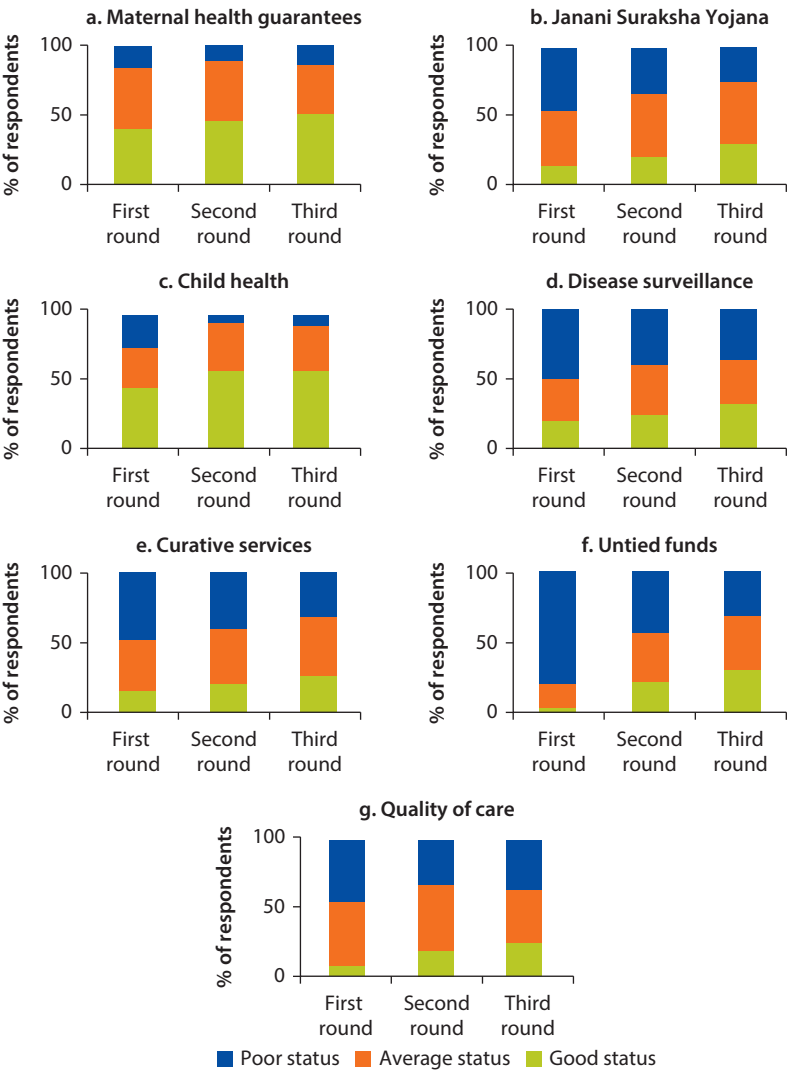 a. Maternal health guarantees
% of respondents
100
50
0
First round
Second round
Third round
b. Janani Suraksha Yojana
% of respondents
100
50
0
First round
Second round
Third round
c. Child health
% of respondents
100
50
0
First round
Second round
Third round
d. Disease surveillance
% of respondents
100
50
0
First round
Second round
Third round
e. Curative services
% of respondents
100
50
0
First round
Second round
Third round
f. Untied funds
% of respondents
100
50
0
First round
Second round
Third round
g. Quality of care
% of respondents
100
50
0
First round
Second round
Third round
Poor status Average status Good status